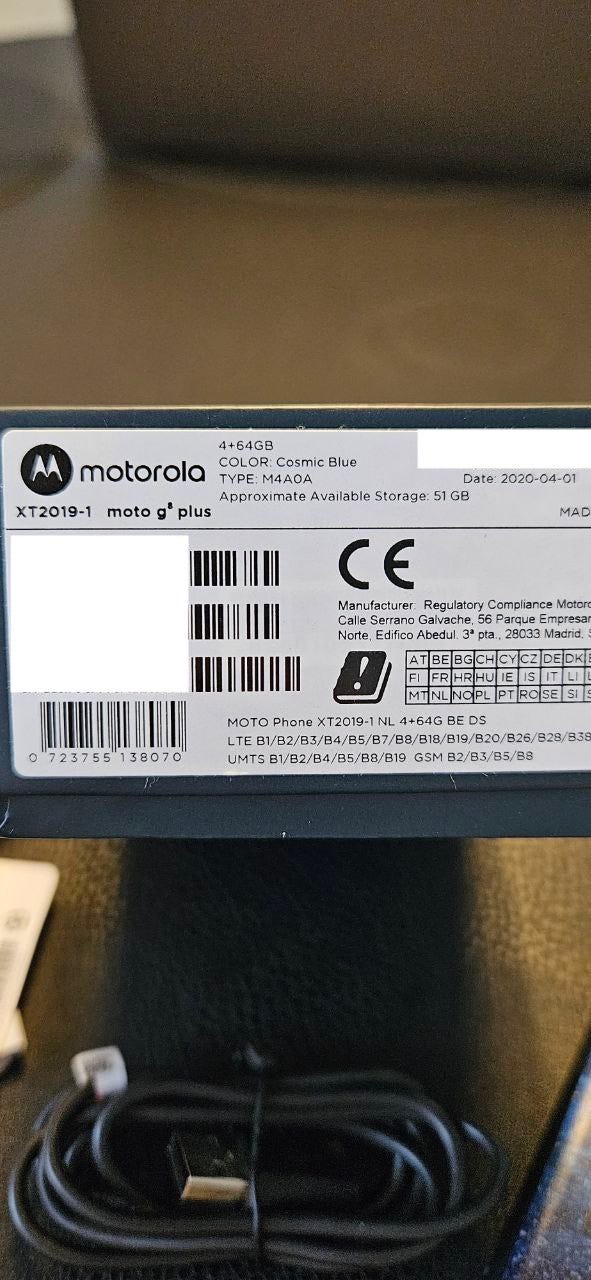 motorola
XT2019-1 moto g⁸ plus
4+64GB
COLOR: Cosmic Blue
TYPE: M4A0A
Approximate Available Storage: 51 GB
Date: 2020-04-01
MAD
CE
Manufacturer: Regulatory Compliance Motoro
Calle Serrano Galvache, 56 Parque Empresar
Norte, Edifico Abedul. 3ª pta., 28033 Madrid,
AT BE BG CH CY CZ DE DK
FI FR HR HU IE IS IT LI
MT NL NO PL PT RO SE SI
MOTO Phone XT2019-1 NL 4+64G BE DS
LTE B1/B2/B3/B4/B5/B7/B8/B18/B19/B20/B26/B28/B38
UMTS B1/B2/B4/B5/B8/B19 GSM B2/B3/B5/B8
0 723755 138070